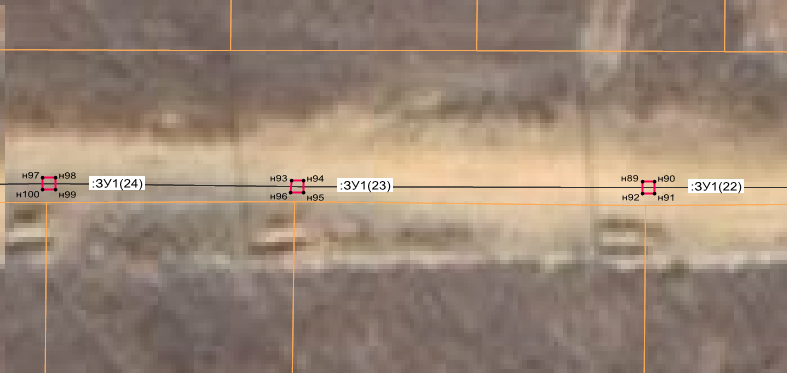 н97 н98 :ЗУ1(24)
н100 н99
н93 н94 :ЗУ1(23)
н96 н95
н89 н90 :ЗУ1(22)
н92 н91